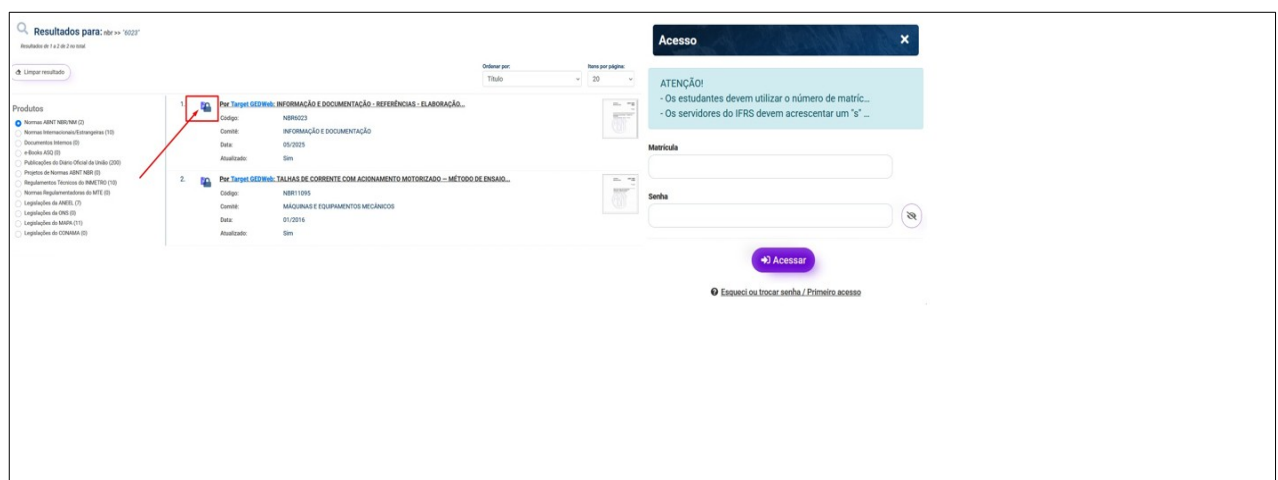 Resultados para: nbr >> '6023'
Resultados de 1 a 2 de 2 no total
Limpar resultado
Ordenar por:
Título
Itens por página:
20
Produtos
Normas ABNT NBR/NM (2)
Normas Internacionais/Estrangeiras (10)
Documentos Internos (0)
e-Books ASQ (0)
Publicações do Diário Oficial da União (200)
Projetos de Normas ABNT NBR (0)
Regulamentos Técnicos do INMETRO (10)
Normas Regulamentadoras do MTE (0)
Legislações da ANEEL (7)
Legislações da ONS (0)
Legislações do MAPA (11)
Legislações do CONAMA (0)
1. Por Target GEDWeb: INFORMAÇÃO E DOCUMENTAÇÃO - REFERÊNCIAS - ELABORAÇÃO...
Código: NBR6023
Comitê: INFORMAÇÃO E DOCUMENTAÇÃO
Data: 05/2025
Atualizado: Sim
2. Por Target GEDWeb: TALHAS DE CORRENTE COM ACIONAMENTO MOTORIZADO – MÉTODO DE ENSAIO...
Código: NBR11095
Comitê: MÁQUINAS E EQUIPAMENTOS MECÂNICOS
Data: 01/2016
Atualizado: Sim
Acesso
ATENÇÃO!
- Os estudantes devem utilizar o número de matríc...
- Os servidores do IFRS devem acrescentar um "s" ...
Matrícula
Senha
Acessar
Esqueci ou trocar senha / Primeiro acesso